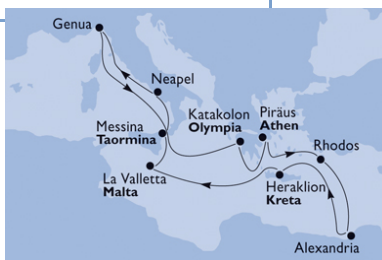 Genua
Neapel
Messina
Taormina
Katakolon
Olympia
Piräus
Athen
Rhodos
La Valletta
Malta
Heraklion
Kreta
Alexandria